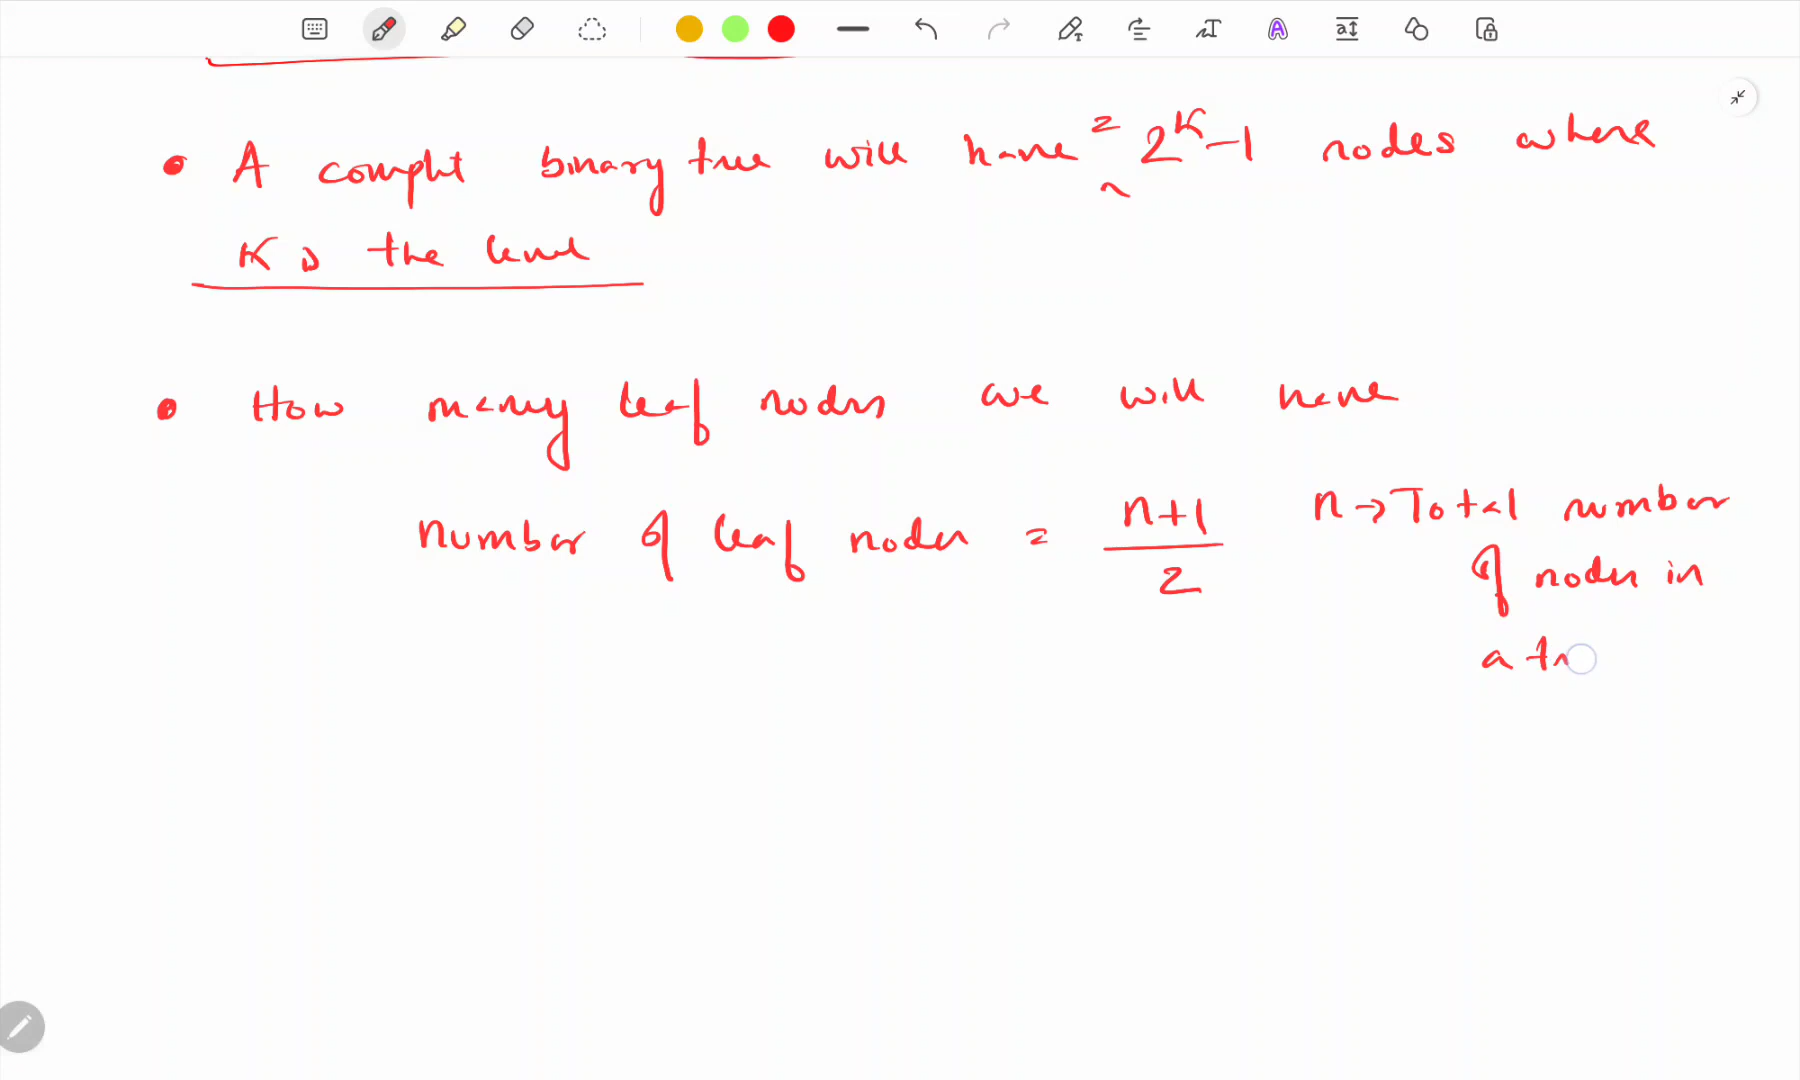 • A complt binary tree will have = 2^K-1 nodes where
~
K is the level
• How many leaf nodes we will have
Number of leaf nodes = n+1 / 2
n → Total number
of nodes in
a tr